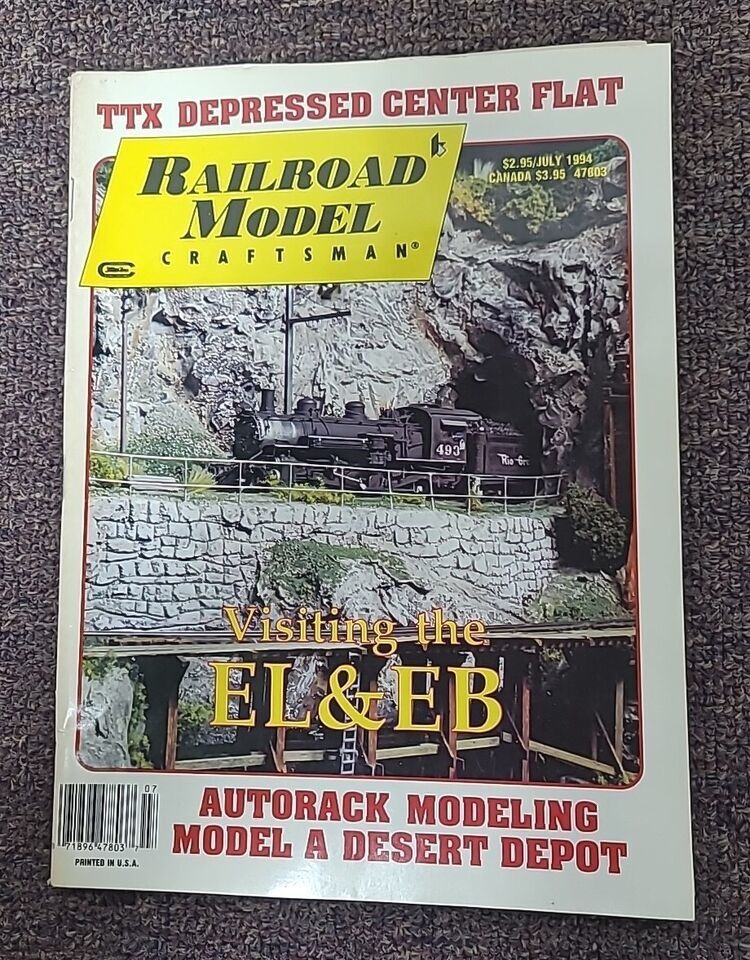 TTX DEPRESSED CENTER FLAT
RAILROAD
MODEL
CRAFTSMAN®
$2.95/JULY 1994
CANADA $3.95 47803
493
Rio Gr
Visiting the
EL&EB
07
71896 47803 7
PRINTED IN U.S.A.
AUTORACK MODELING
MODEL A DESERT DEPOT